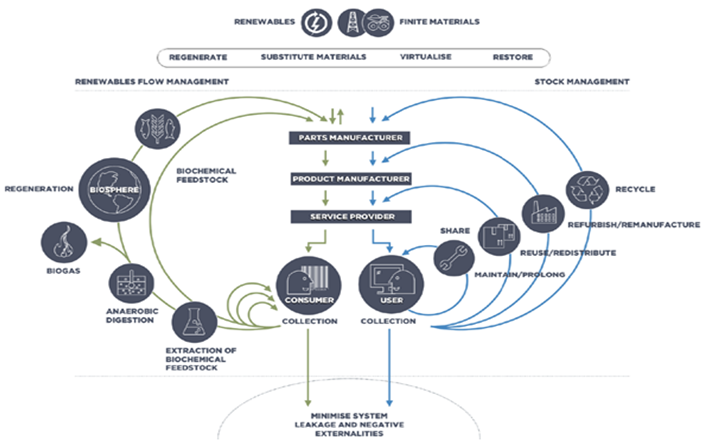 RENEWABLES
FINITE MATERIALS
REGENERATE
SUBSTITUTE MATERIALS
VIRTUALISE
RESTORE
RENEWABLES FLOW MANAGEMENT
STOCK MANAGEMENT
PARTS MANUFACTURER
BIOCHEMICAL
FEEDSTOCK
PRODUCT MANUFACTURER
REGENERATION
BIOSPHERE
RECYCLE
SERVICE PROVIDER
REFURBISH/REMANUFACTURE
SHARE
REUSE/REDISTRIBUTE
BIOGAS
MAINTAIN/PROLONG
CONSUMER
USER
ANAEROBIC
DIGESTION
COLLECTION
COLLECTION
EXTRACTION OF
BIOCHEMICAL
FEEDSTOCK
MINIMISE SYSTEM
LEAKAGE AND NEGATIVE
EXTERNALITIES